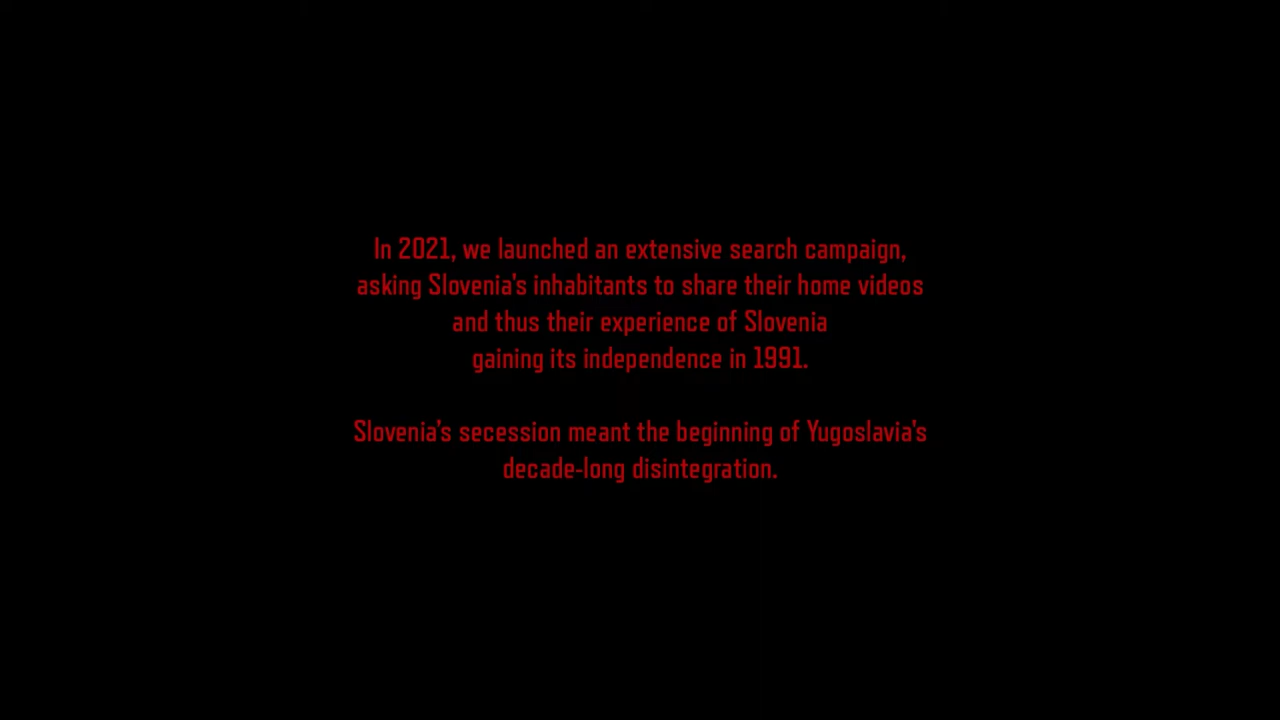 In 2021, we launched an extensive search campaign,
asking Slovenia's inhabitants to share their home videos
and thus their experience of Slovenia
gaining its independence in 1991.
Slovenia's secession meant the beginning of Yugoslavia's
decade-long disintegration.